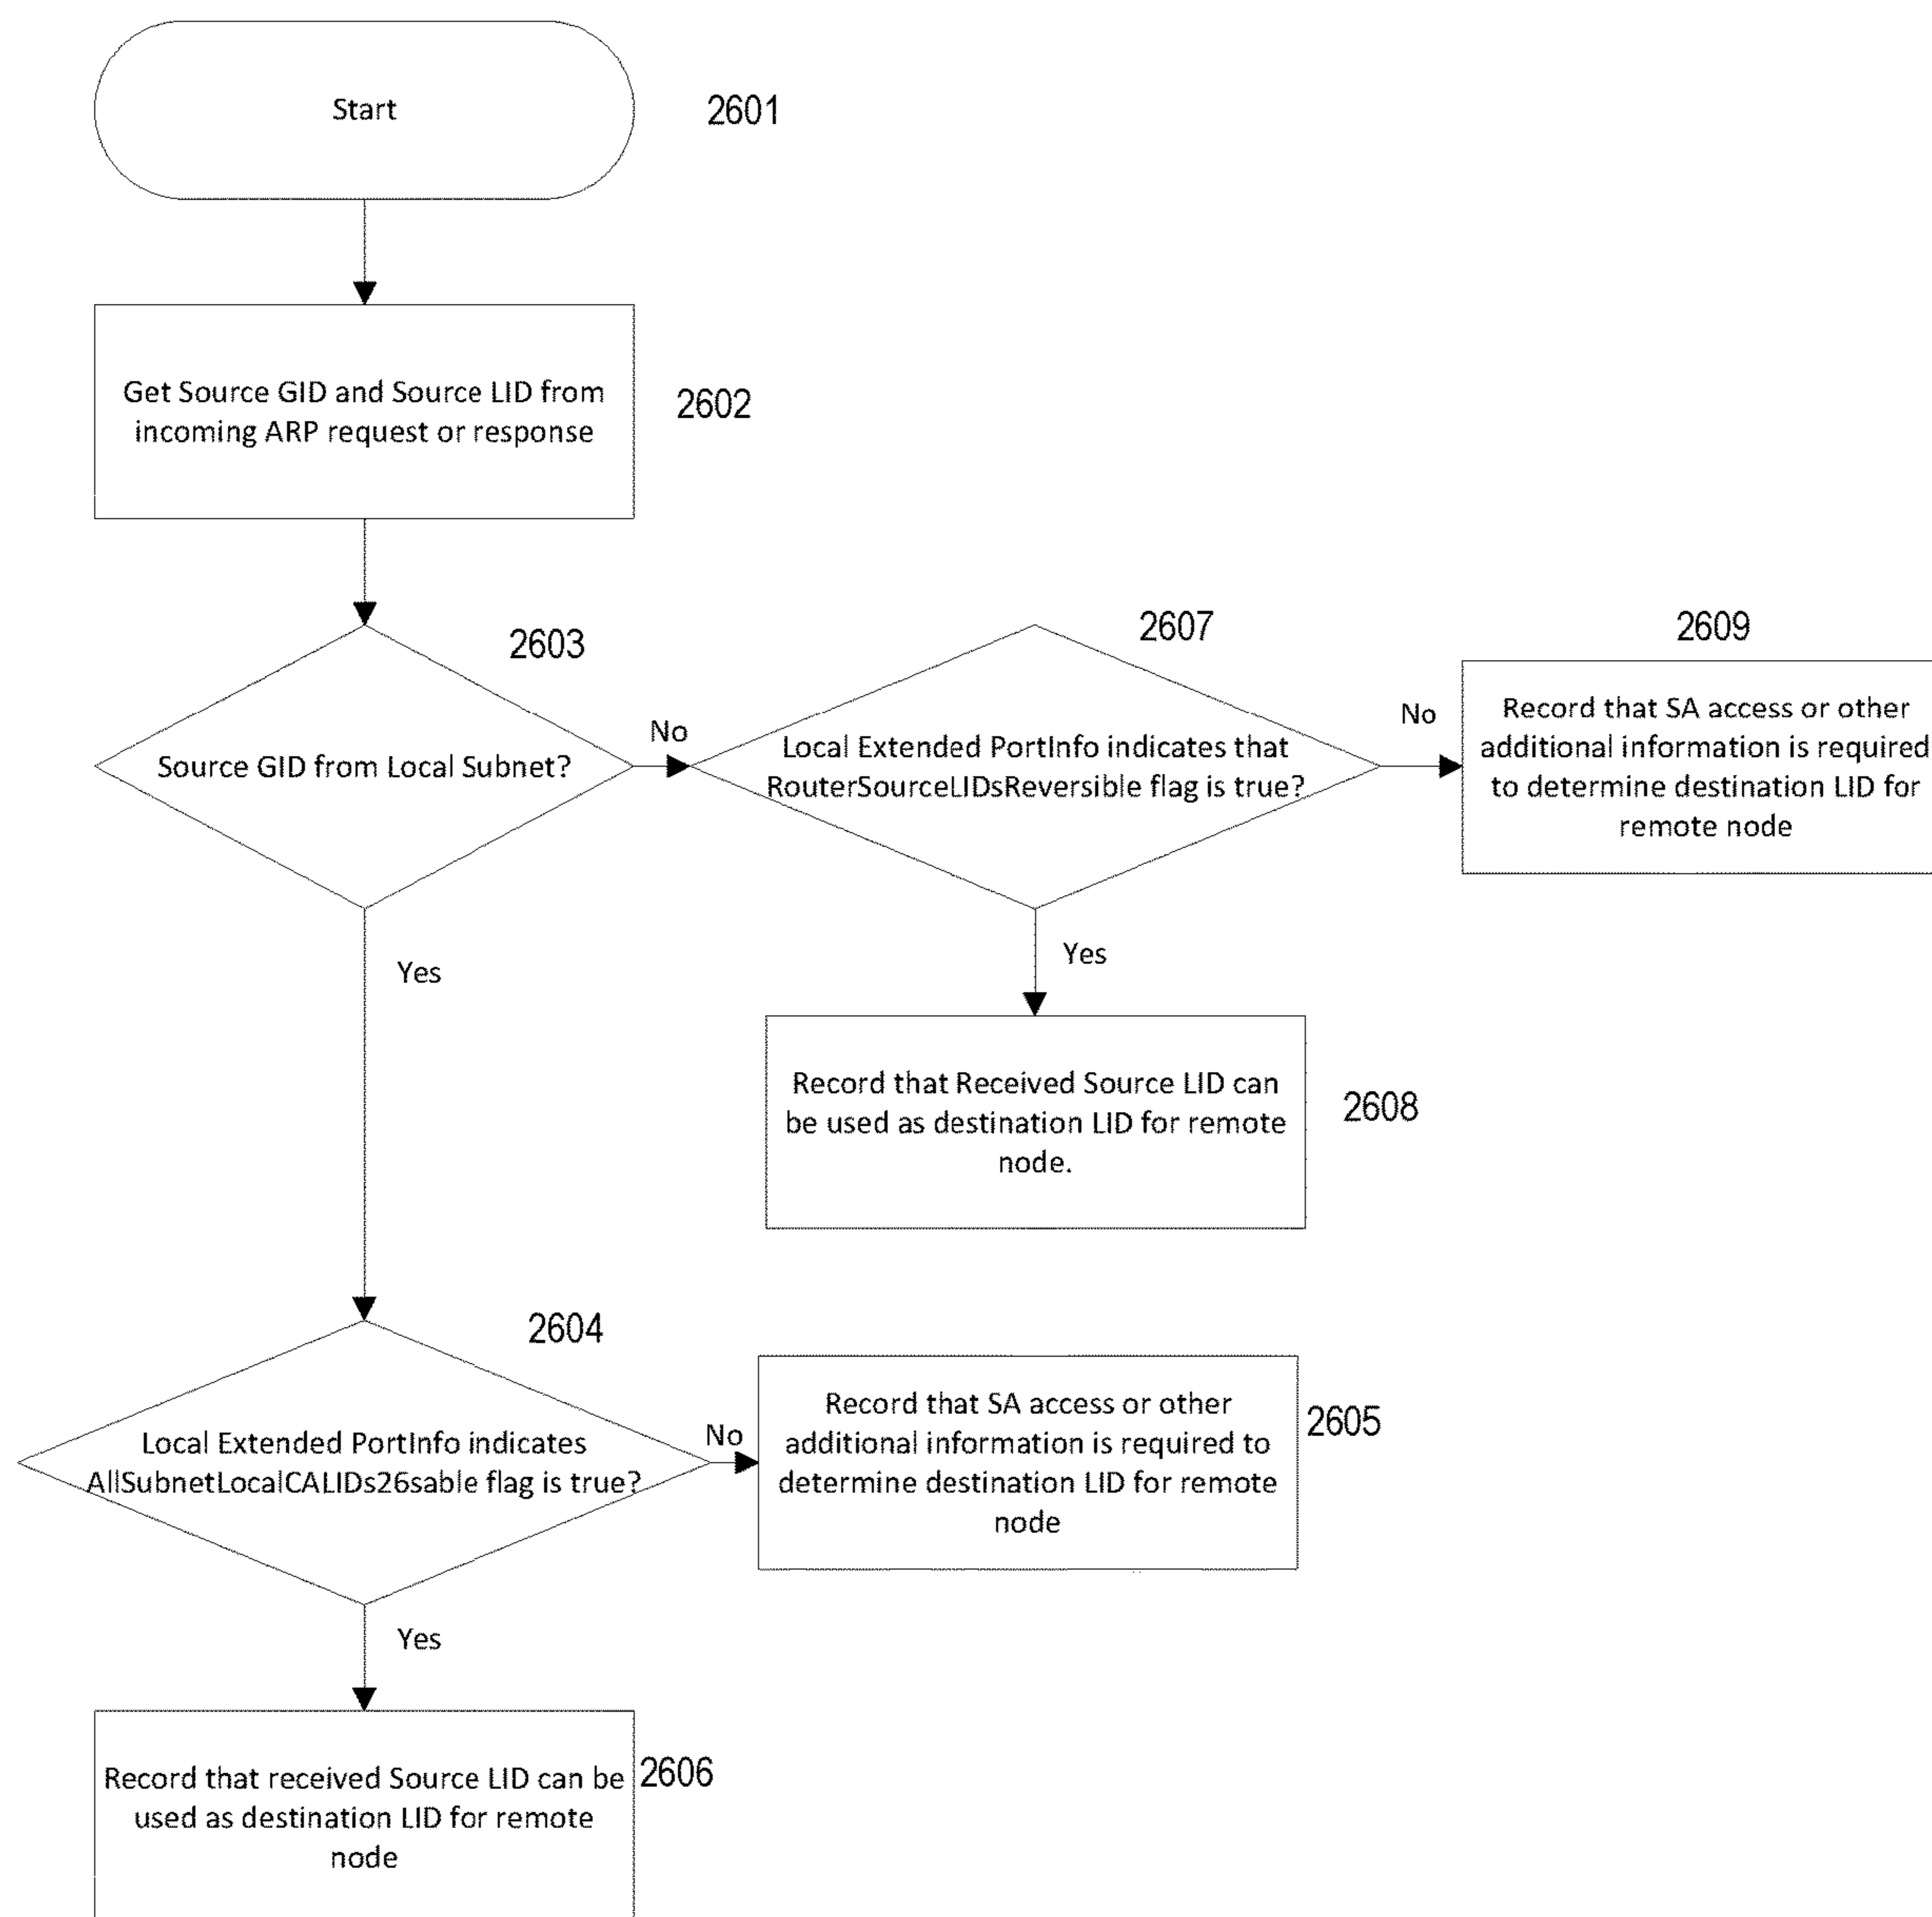 Start
2601
Get Source GID and Source LID from
incoming ARP request or response
2602
2603
Source GID from Local Subnet?
No
2607
Local Extended PortInfo indicates that
RouterSourceLIDsReversible flag is true?
No
2609
Record that SA access or other
additional information is required
to determine destination LID for
remote node
Yes
Yes
Record that Received Source LID can
be used as destination LID for remote
node.
2608
2604
Local Extended PortInfo indicates
AllSubnetLocalCALIDs26sable flag is true?
No
Record that SA access or other
additional information is required to
determine destination LID for remote
node
2605
Yes
Record that received Source LID can be
used as destination LID for remote
node
2606